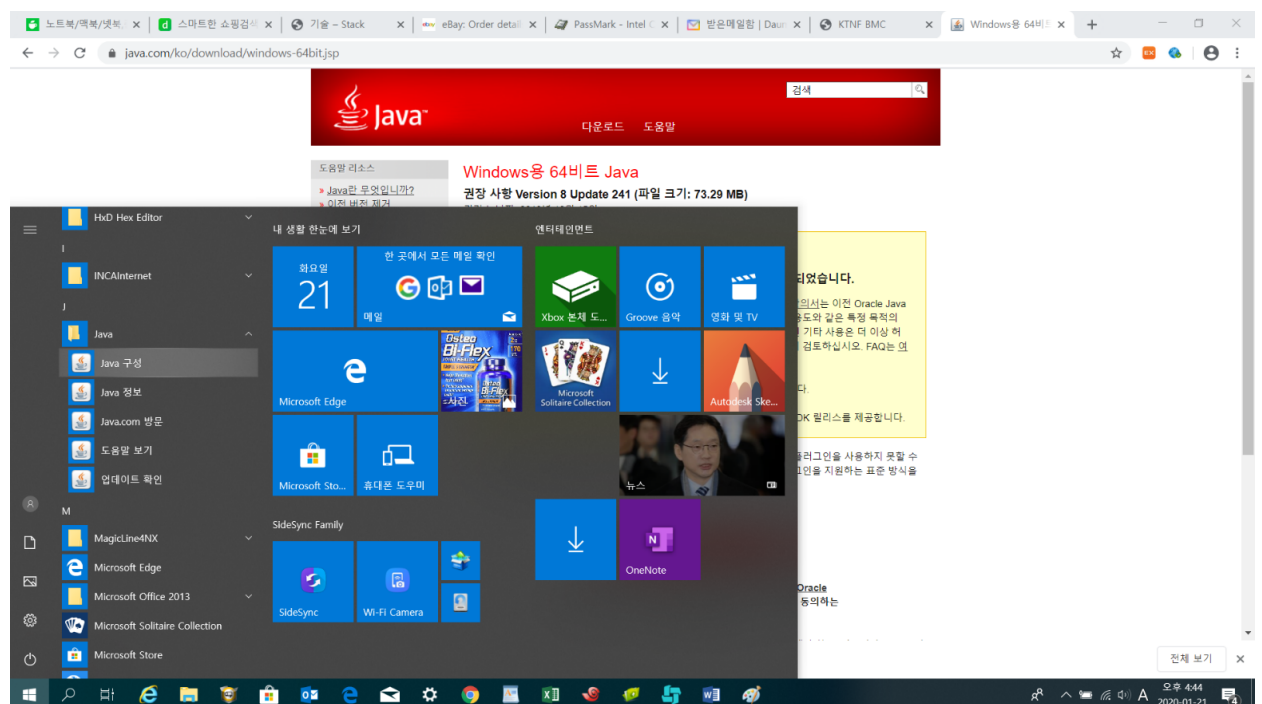 노트북/맥북/넷북,
스마트한 쇼핑검색
기술 – Stack
eBay: Order detail
PassMark - Intel
받은메일함 | Daum
KTNF BMC
Windows용 64비트
java.com/ko/download/windows-64bit.jsp
Java™
검색
다운로드 도움말
도움말 리소스
» Java란 무엇입니까?
» 이전 버전 제거
Windows용 64비트 Java
권장 사항 Version 8 Update 241 (파일 크기: 73.29 MB)
HxD Hex Editor
I
INCAInternet
J
Java
Java 구성
Java 정보
Java.com 방문
도움말 보기
업데이트 확인
M
MagicLine4NX
Microsoft Edge
Microsoft Office 2013
Microsoft Solitaire Collection
Microsoft Store
내 생활 한눈에 보기
화요일
21
한 곳에서 모든 메일 확인
메일
Microsoft Edge
Osteo
Bi-Flex
사진
Microsoft Sto...
휴대폰 도우미
SideSync Family
SideSync
Wi-Fi Camera
엔터테인먼트
Xbox 본체 도...
Groove 음악
영화 및 TV
Microsoft
Solitaire Collection
Autodesk Ske...
뉴스
OneNote
되었습니다.
의서는 이전 Oracle Java
용도와 같은 특정 목적의
기타 사용은 더 이상 허
검토하십시오. FAQ는 여
다.
DK 릴리스를 제공합니다.
플러그인을 사용하지 못할 수
그인을 지원하는 표준 방식을
Oracle
동의하는
전체 보기
A
오후 4:44
2020-01-21
4